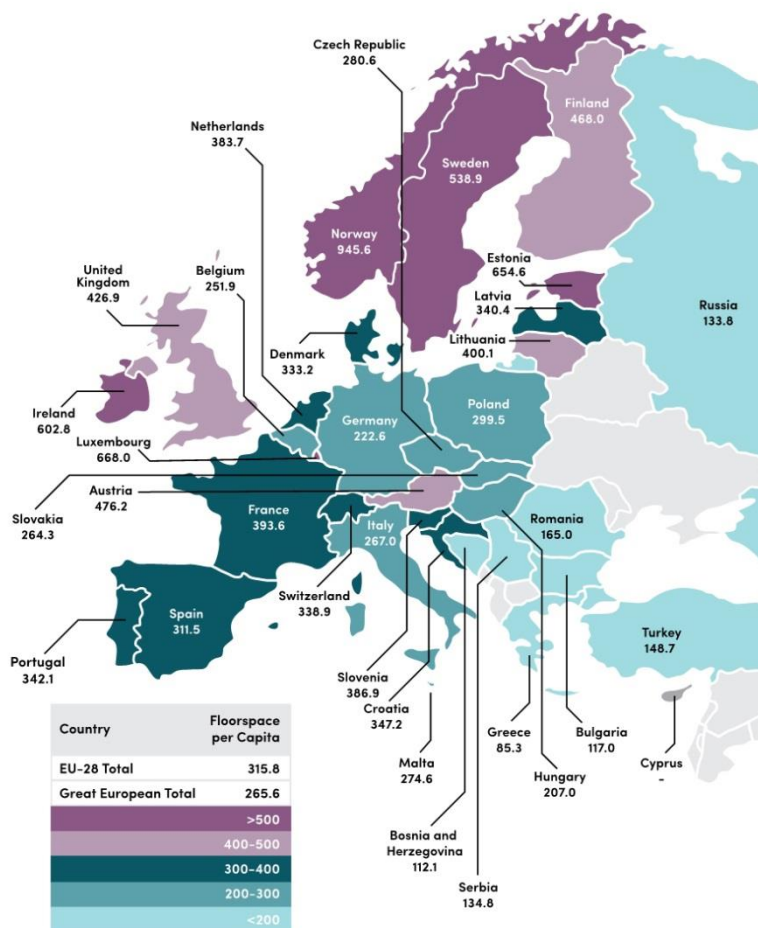 Czech Republic
280.6
Netherlands
383.7
Finland
468.0
Sweden
538.9
Norway
945.6
United
Kingdom
426.9
Belgium
251.9
Estonia
654.6
Latvia
340.4
Russia
133.8
Lithuania
400.1
Denmark
333.2
Ireland
602.8
Germany
222.6
Poland
299.5
Luxembourg
668.0
Austria
476.2
Slovakia
264.3
France
393.6
Italy
267.0
Romania
165.0
Switzerland
338.9
Spain
311.5
Portugal
342.1
Turkey
148.7
Slovenia
386.9
Croatia
347.2
Malta
274.6
Greece
85.3
Bulgaria
117.0
Cyprus
-
Hungary
207.0
Bosnia and
Herzegovina
112.1
Serbia
134.8
Country Floorspace
per Capita
EU-28 Total 315.8
Great European Total 265.6
>500
400-500
300-400
200-300
<200